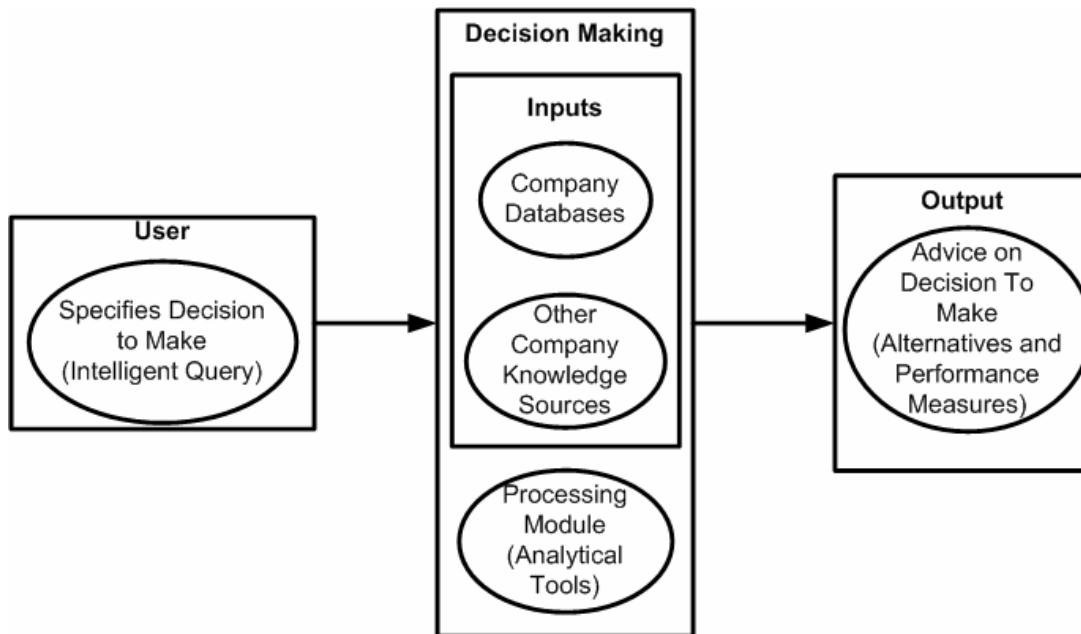 User
Specifies Decision
to Make
(Intelligent Query)
Decision Making
Inputs
Company
Databases
Other
Company
Knowledge
Sources
Processing
Module
(Analytical
Tools)
Output
Advice on
Decision To
Make
(Alternatives and
Performance
Measures)